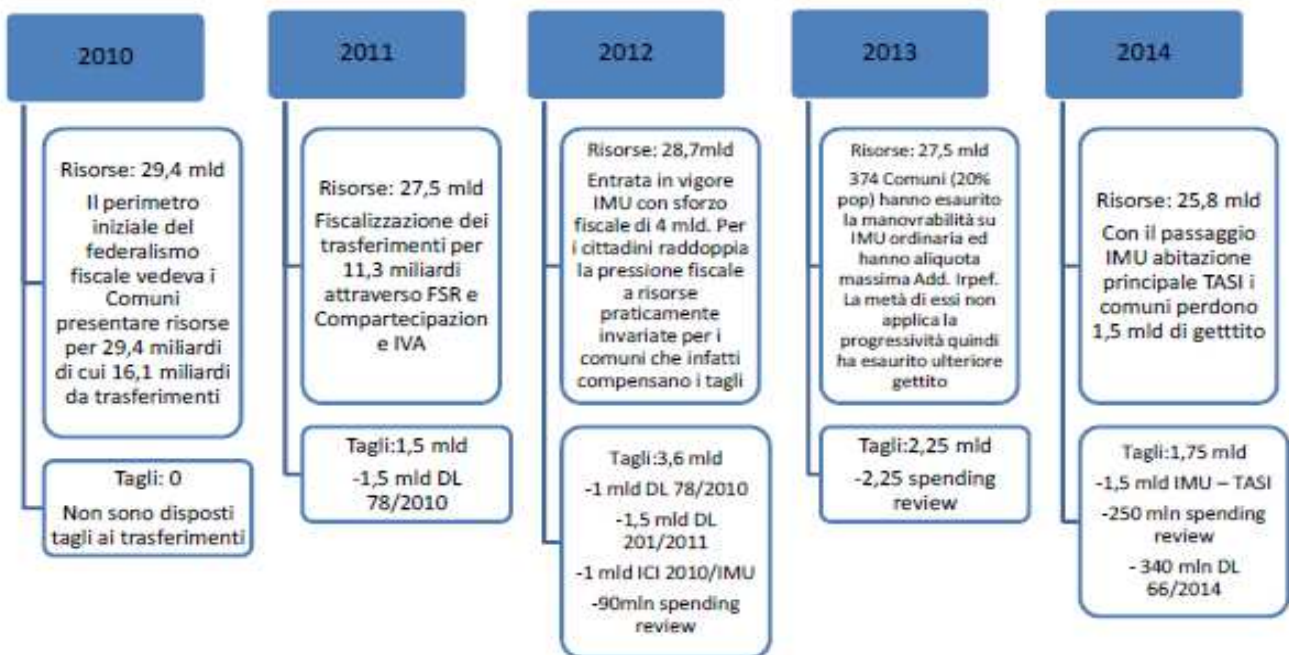 2010
Risorse: 29,4 mld
Il perimetro
iniziale del
federalismo
fiscale vedeva i
Comuni
presentare risorse
per 29,4 miliardi
di cui 16,1 miliardi
da trasferimenti
Tagli: 0
Non sono disposti
tagli ai trasferimenti
2011
Risorse: 27,5 mld
Fiscalizzazione dei
trasferimenti per
11,3 miliardi
attraverso FSR e
Compartecipazion
e IVA
Tagli:1,5 mld
-1,5 mld DL
78/2010
2012
Risorse: 28,7mld
Entrata in vigore
IMU con sforzo
fiscale di 4 mld. Per
i cittadini raddoppia
la pressione fiscale
a risorse
praticamente
invariate per i
comuni che infatti
compensano i tagli
Tagli:3,6 mld
-1 mld DL 78/2010
-1,5 mld DL
201/2011
-1 mld ICI 2010/IMU
-90mln spending
review
2013
Risorse: 27,5 mld
374 Comuni (20%
pop) hanno esaurito
la manovrabilità su
IMU ordinaria ed
hanno aliquota
massima Add. Irpef.
La metà di essi non
applica la
progressività quindi
ha esaurito ulteriore
gettito
Tagli:2,25 mld
-2,25 spending
review
2014
Risorse: 25,8 mld
Con il passaggio
IMU abitazione
principale TASI i
comuni perdono
1,5 mld di getttito
Tagli:1,75 mld
-1,5 mld IMU – TASI
-250 mln spending
review
- 340 mln DL
66/2014